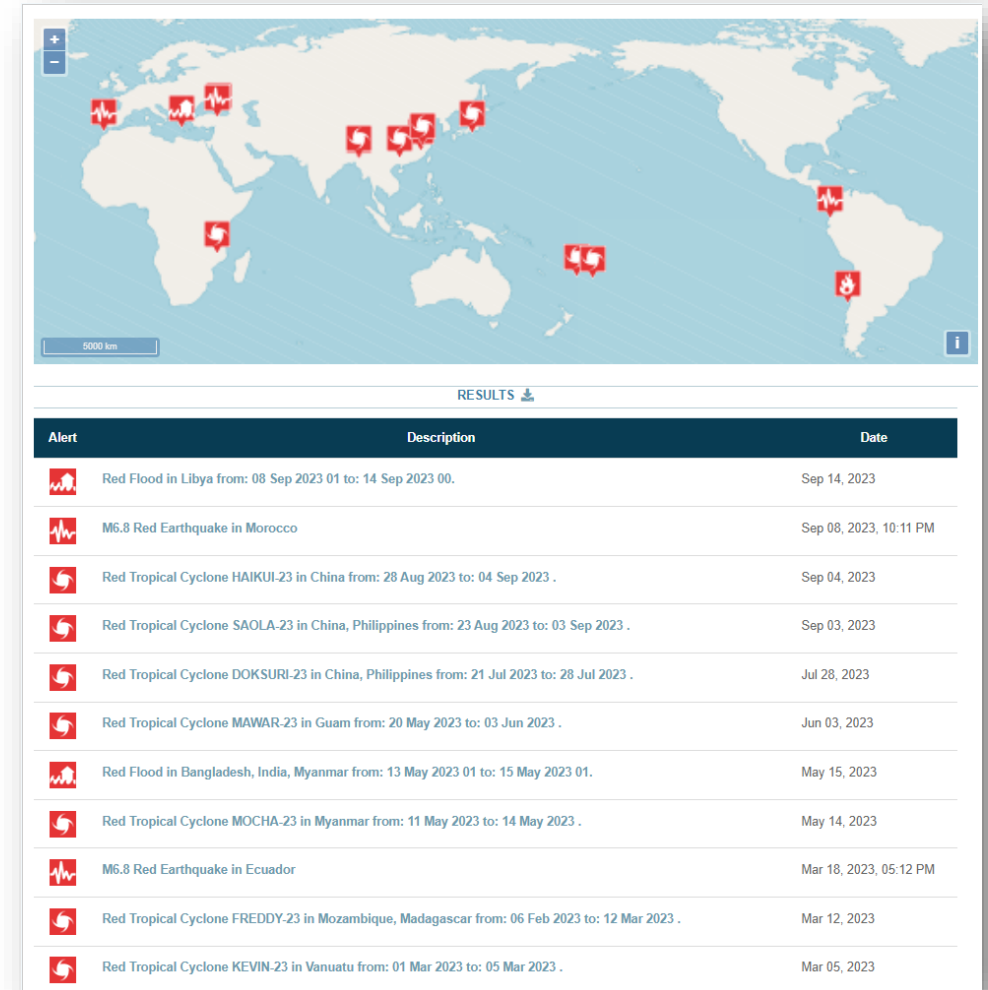 +
−
5000 km
i
RESULTS
Alert Description Date
Red Flood in Libya from: 08 Sep 2023 01 to: 14 Sep 2023 00. Sep 14, 2023
M6.8 Red Earthquake in Morocco Sep 08, 2023, 10:11 PM
Red Tropical Cyclone HAIKUI-23 in China from: 28 Aug 2023 to: 04 Sep 2023 . Sep 04, 2023
Red Tropical Cyclone SAOLA-23 in China, Philippines from: 23 Aug 2023 to: 03 Sep 2023 . Sep 03, 2023
Red Tropical Cyclone DOKSURI-23 in China, Philippines from: 21 Jul 2023 to: 28 Jul 2023 . Jul 28, 2023
Red Tropical Cyclone MAWAR-23 in Guam from: 20 May 2023 to: 03 Jun 2023 . Jun 03, 2023
Red Flood in Bangladesh, India, Myanmar from: 13 May 2023 01 to: 15 May 2023 01. May 15, 2023
Red Tropical Cyclone MOCHA-23 in Myanmar from: 11 May 2023 to: 14 May 2023 . May 14, 2023
M6.8 Red Earthquake in Ecuador Mar 18, 2023, 05:12 PM
Red Tropical Cyclone FREDDY-23 in Mozambique, Madagascar from: 06 Feb 2023 to: 12 Mar 2023 . Mar 12, 2023
Red Tropical Cyclone KEVIN-23 in Vanuatu from: 01 Mar 2023 to: 05 Mar 2023 . Mar 05, 2023